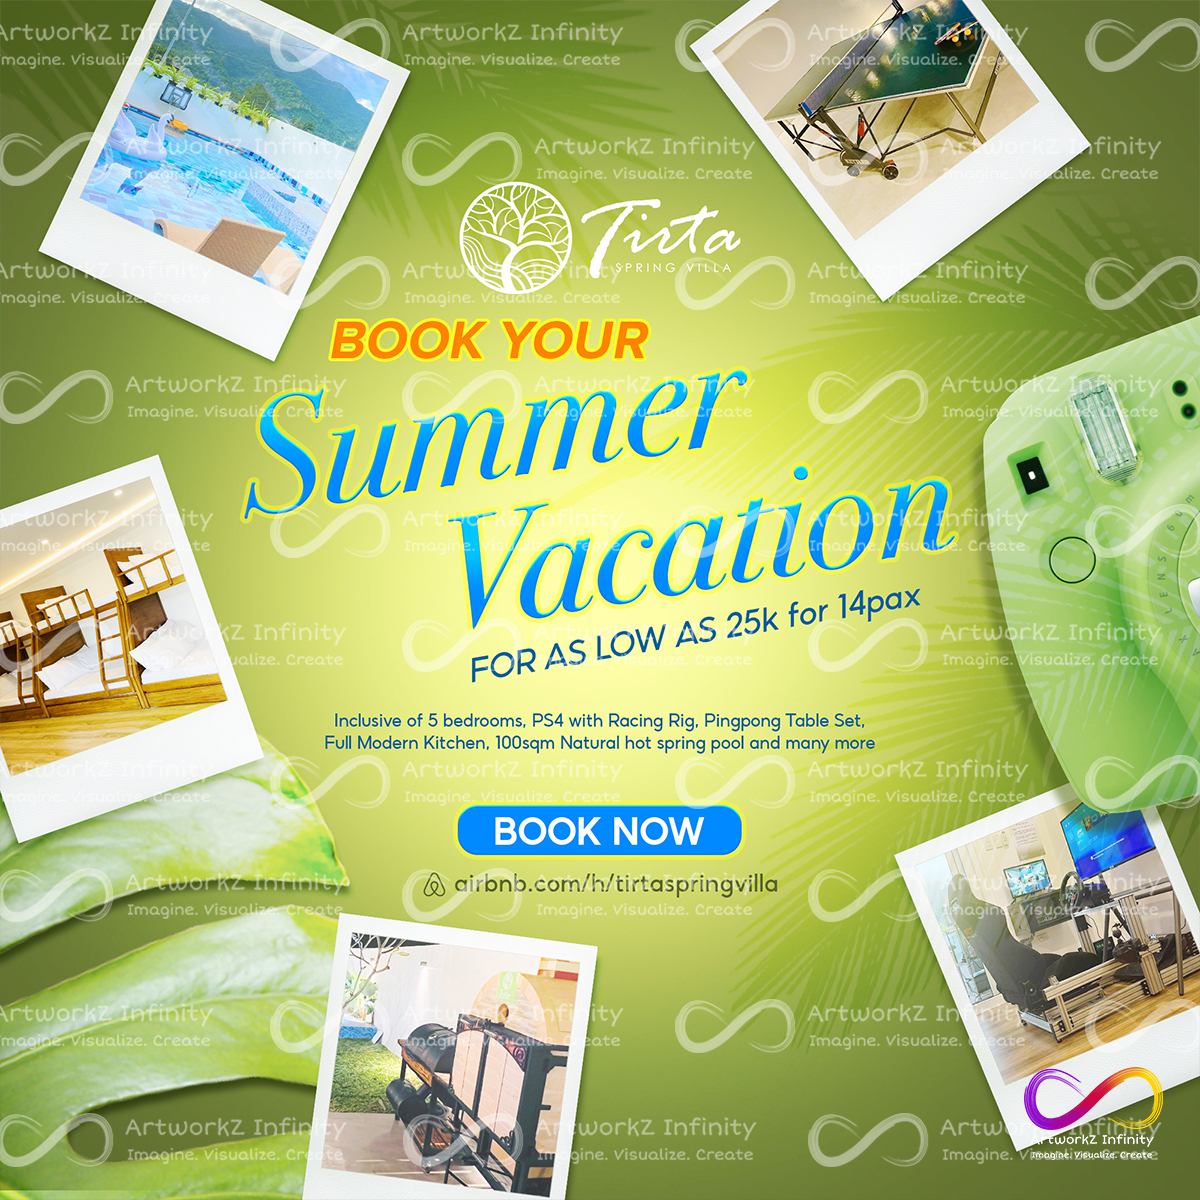 Tirta
SPRING VILLA
BOOK YOUR
Summer
Vacation
FOR AS LOW AS 25k for 14pax
Inclusive of 5 bedrooms, PS4 with Racing Rig, Pingpong Table Set,
Full Modern Kitchen, 100sqm Natural hot spring pool and many more
BOOK NOW
airbnb.com/h/tirtaspringvilla
ArtworkZ Infinity
Imagine. Visualize. Create